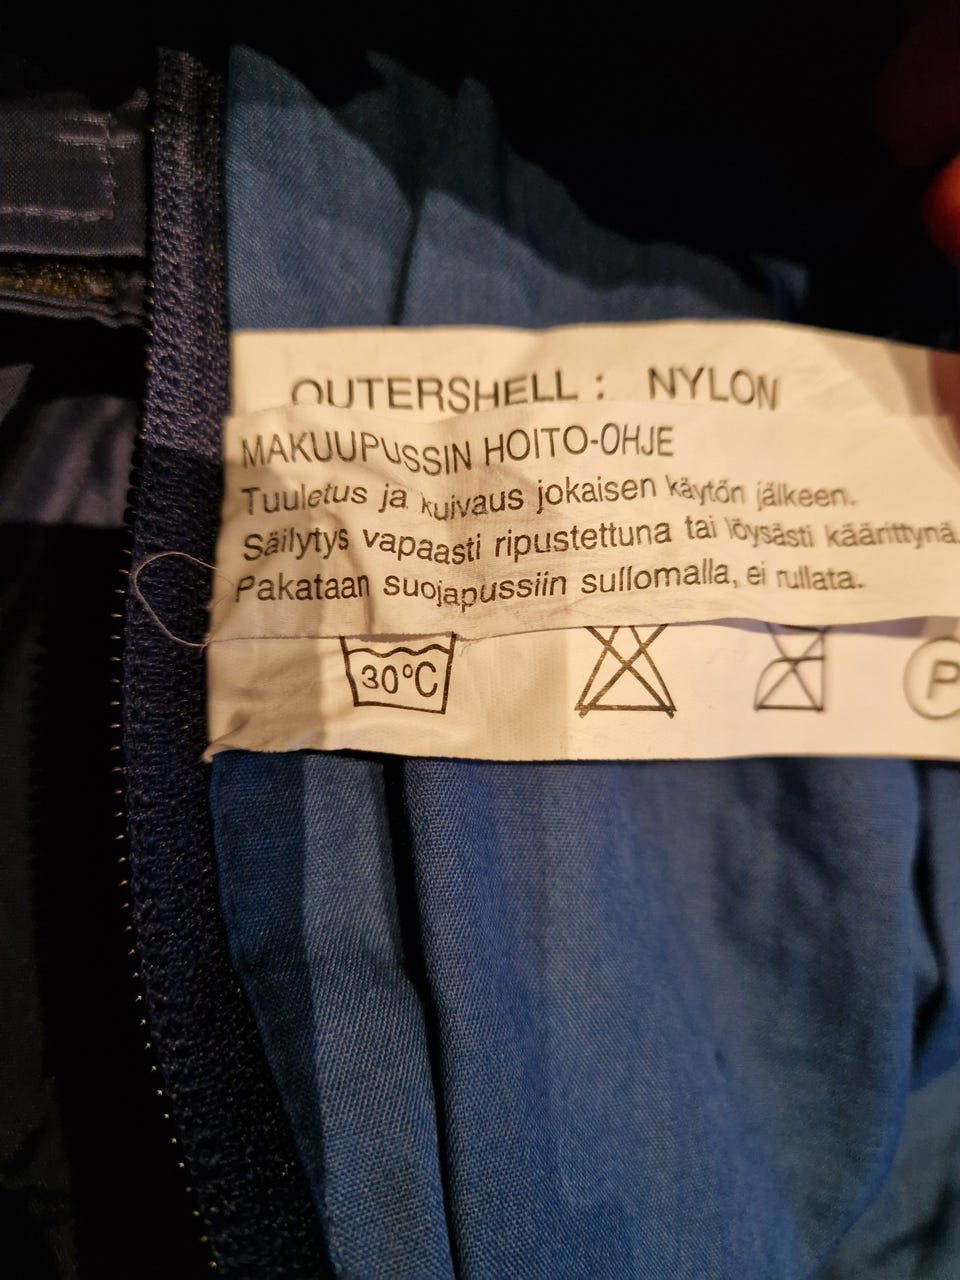 OUTERSHELL : NYLON
MAKUUPUSSIN HOITO-OHJE
Tuuletus ja kuivaus jokaisen käytön jälkeen.
Säilytys vapaasti ripustettuna tai löysästi käärittynä.
Pakataan suojapussiin sullomalla, ei rullata.
30°C P